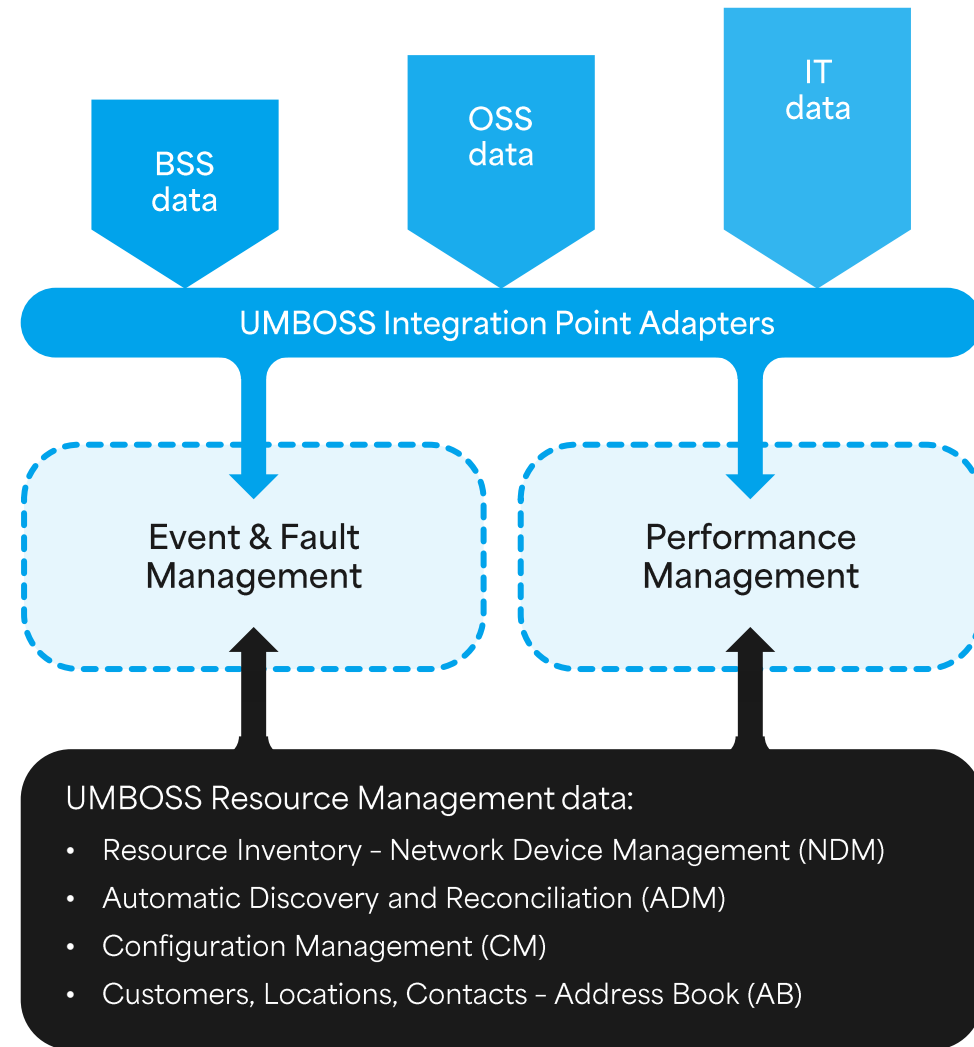 BSS
data
OSS
data
IT
data
UMBOSS Integration Point Adapters
Event & Fault
Management
Performance
Management
UMBOSS Resource Management data:
• Resource Inventory – Network Device Management (NDM)
• Automatic Discovery and Reconciliation (ADM)
• Configuration Management (CM)
• Customers, Locations, Contacts – Address Book (AB)